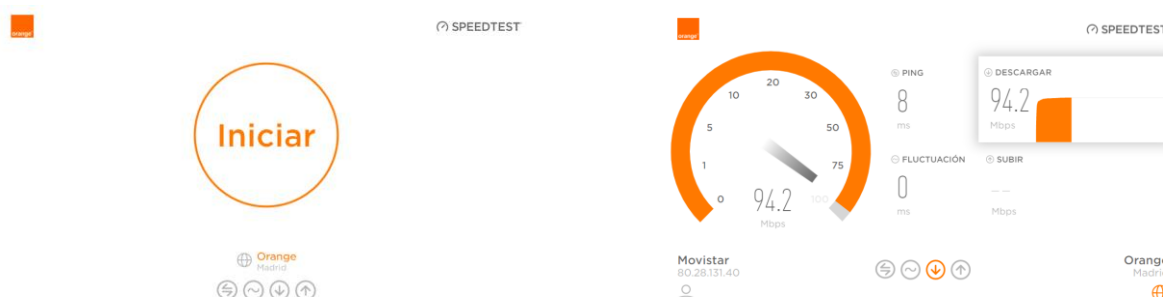 orange
SPEEDTEST
Iniciar
Orange
Madrid
orange
SPEEDTEST
PING
8
ms
DESCARGAR
94.2
Mbps
FLUCTUACIÓN
0
ms
SUBIR
— —
Mbps
0
1
5
10
20
30
50
75
100
94.2
Mbps
Movistar
80.28.131.40
Orange
Madri